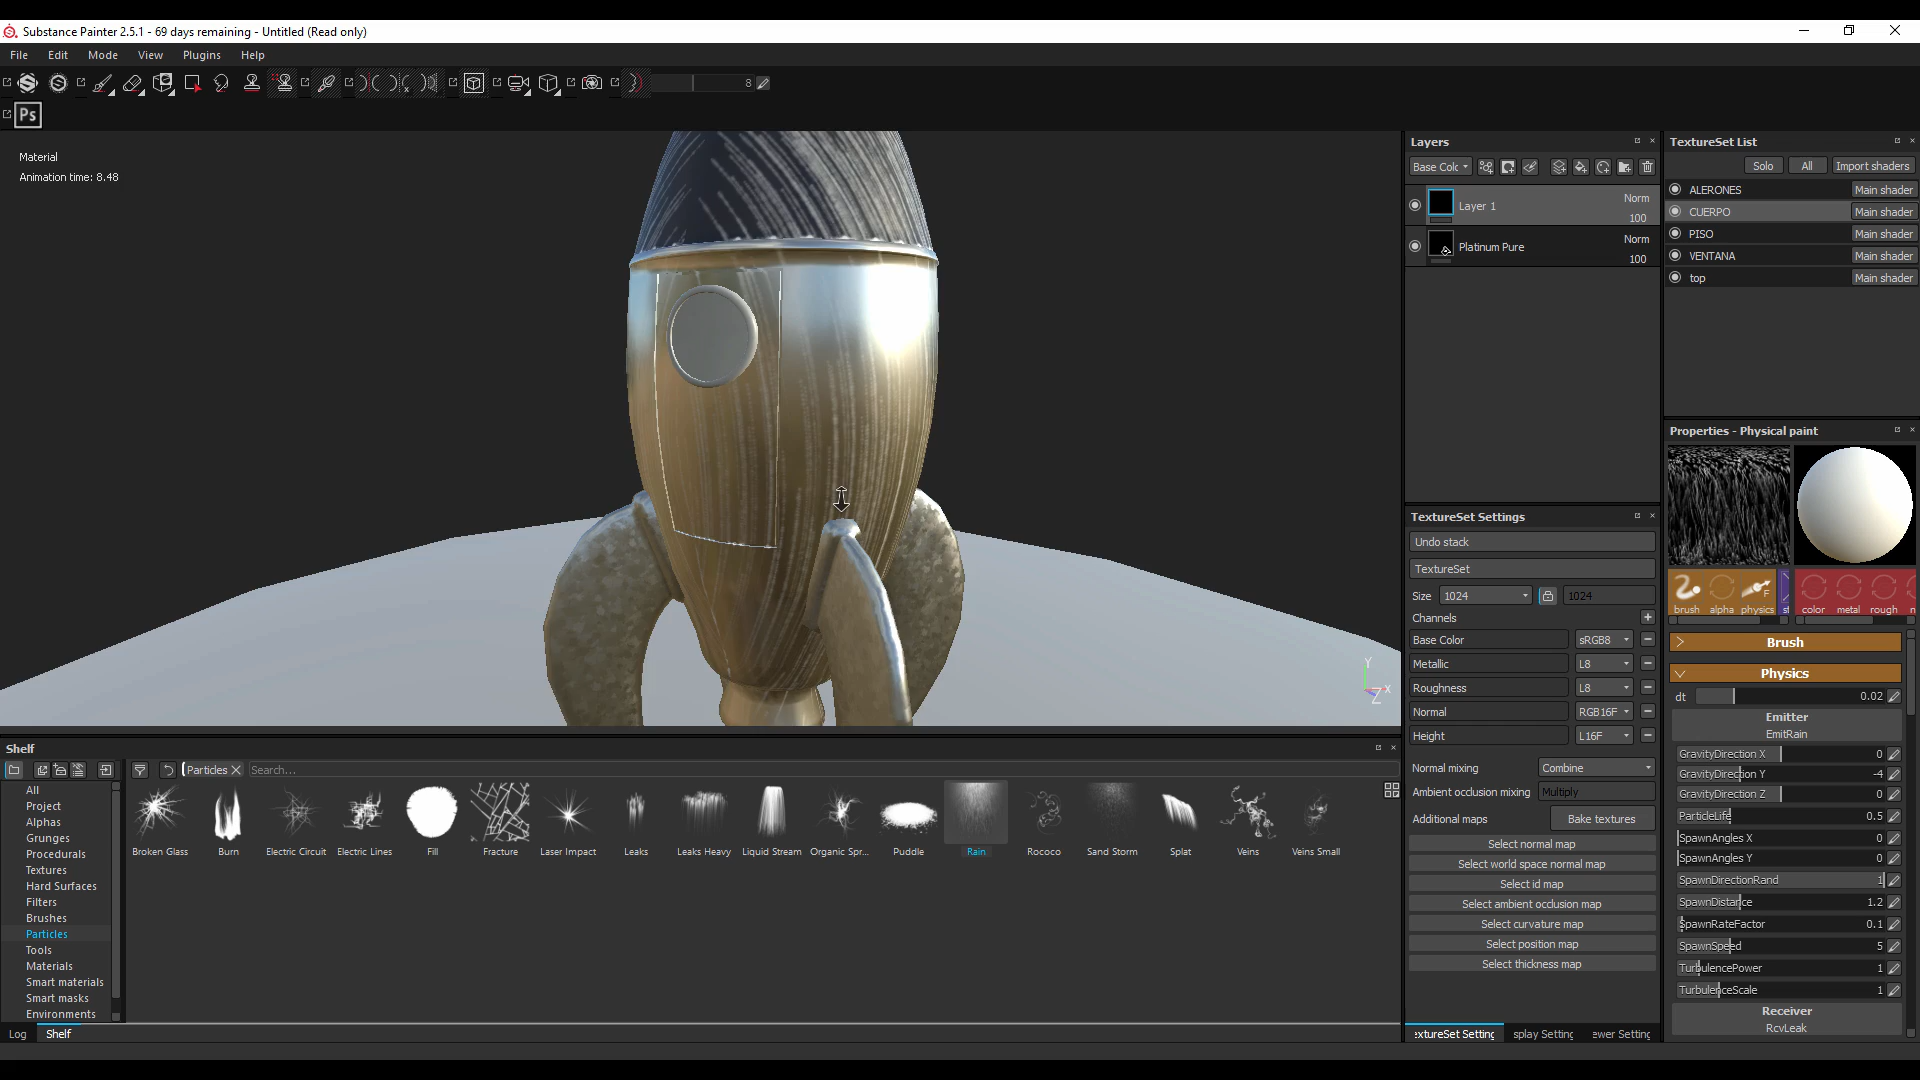 Substance Painter 2.5.1 - 69 days remaining - Untitled (Read only)
File Edit Mode View Plugins Help
8
Ps
Material
Animation time: 8.48
Y
X
Z
Layers
Base Colc
Layer 1 Norm
100
Platinum Pure Norm
100
TextureSet List
Solo All Import shaders
ALERONES Main shader
CUERPO Main shader
PISO Main shader
VENTANA Main shader
top Main shader
TextureSet Settings
Undo stack
TextureSet
Size 1024 1024
Channels
Base Color sRGB8
Metallic L8
Roughness L8
Normal RGB16F
Height L16F
Normal mixing Combine
Ambient occlusion mixing Multiply
Additional maps Bake textures
Select normal map
Select world space normal map
Select id map
Select ambient occlusion map
Select curvature map
Select position map
Select thickness map
extureSet Setting splay Setting ewer Setting
Properties - Physical paint
brush alpha physics st color metal rough n
Brush
Physics
dt 0.02
Emitter
EmitRain
GravityDirection X 0
GravityDirection Y -4
GravityDirection Z 0
ParticleLife 0.5
SpawnAngles X 0
SpawnAngles Y 0
SpawnDirectionRand 1
SpawnDistance 1.2
SpawnRateFactor 0.1
SpawnSpeed 5
TurbulencePower 1
TurbulenceScale 1
Receiver
RcvLeak
Shelf
Particles Search...
All
Project
Alphas
Grunges
Procedurals
Textures
Hard Surfaces
Filters
Brushes
Particles
Tools
Materials
Smart materials
Smart masks
Environments
Broken Glass Burn Electric Circuit Electric Lines Fill Fracture Laser Impact Leaks Leaks Heavy Liquid Stream Organic Spr... Puddle Rain Rococo Sand Storm Splat Veins Veins Small
Log Shelf